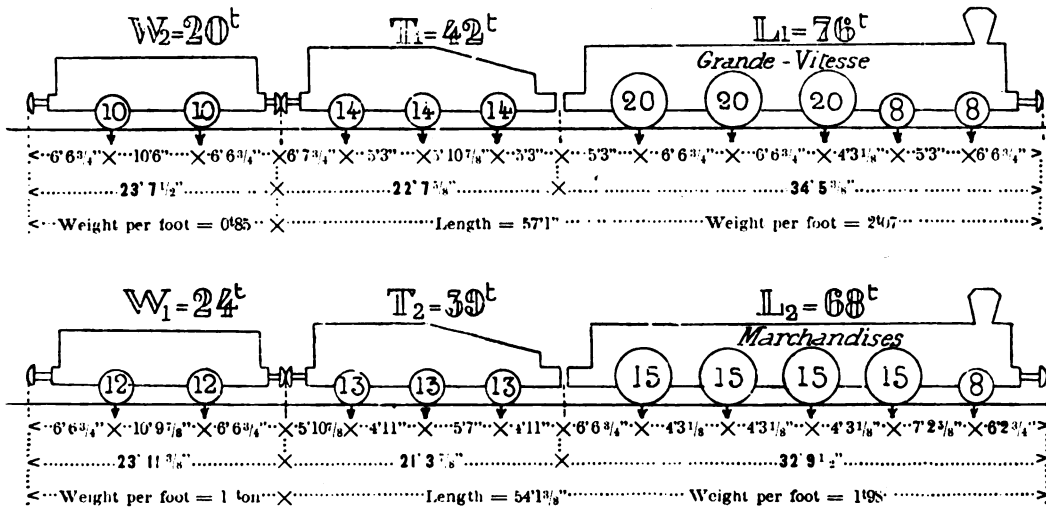 W₂=20ᵗ T₁=42ᵗ L₁=76ᵗ
Grande-Vitesse
10 10 14 14 14 20 20 20 8 8
6' 6 3/4" 10'6" 6' 6 3/4" 6' 7 3/4" 5'3" 5' 10 7/8" 5'3" 5'3" 6' 6 3/4" 6' 6 3/4" 4' 3 1/8" 5'3" 6' 6 3/4"
23' 7 1/2" 22' 7 5/8" 34' 5 3/8"
Weight per foot = 0ᵗ85 Length = 57'1" Weight per foot = 2ᵗ07
W₁=24ᵗ T₂=39ᵗ L₂=68ᵗ
Marchandises
12 12 13 13 13 15 15 15 15 8
6' 6 3/4" 10' 9 7/8" 6' 6 3/4" 5' 10 7/8" 4'11" 5'7" 4'11" 6' 6 3/4" 4' 3 1/8 4' 3 1/8" 4' 3 1/8" 7' 2 5/8" 6' 2 3/4"
23' 11 3/8" 21' 3 7/8" 32' 9 1/2"
Weight per foot = 1 ton Length = 54' 1 3/8" Weight per foot = 1ᵗ98